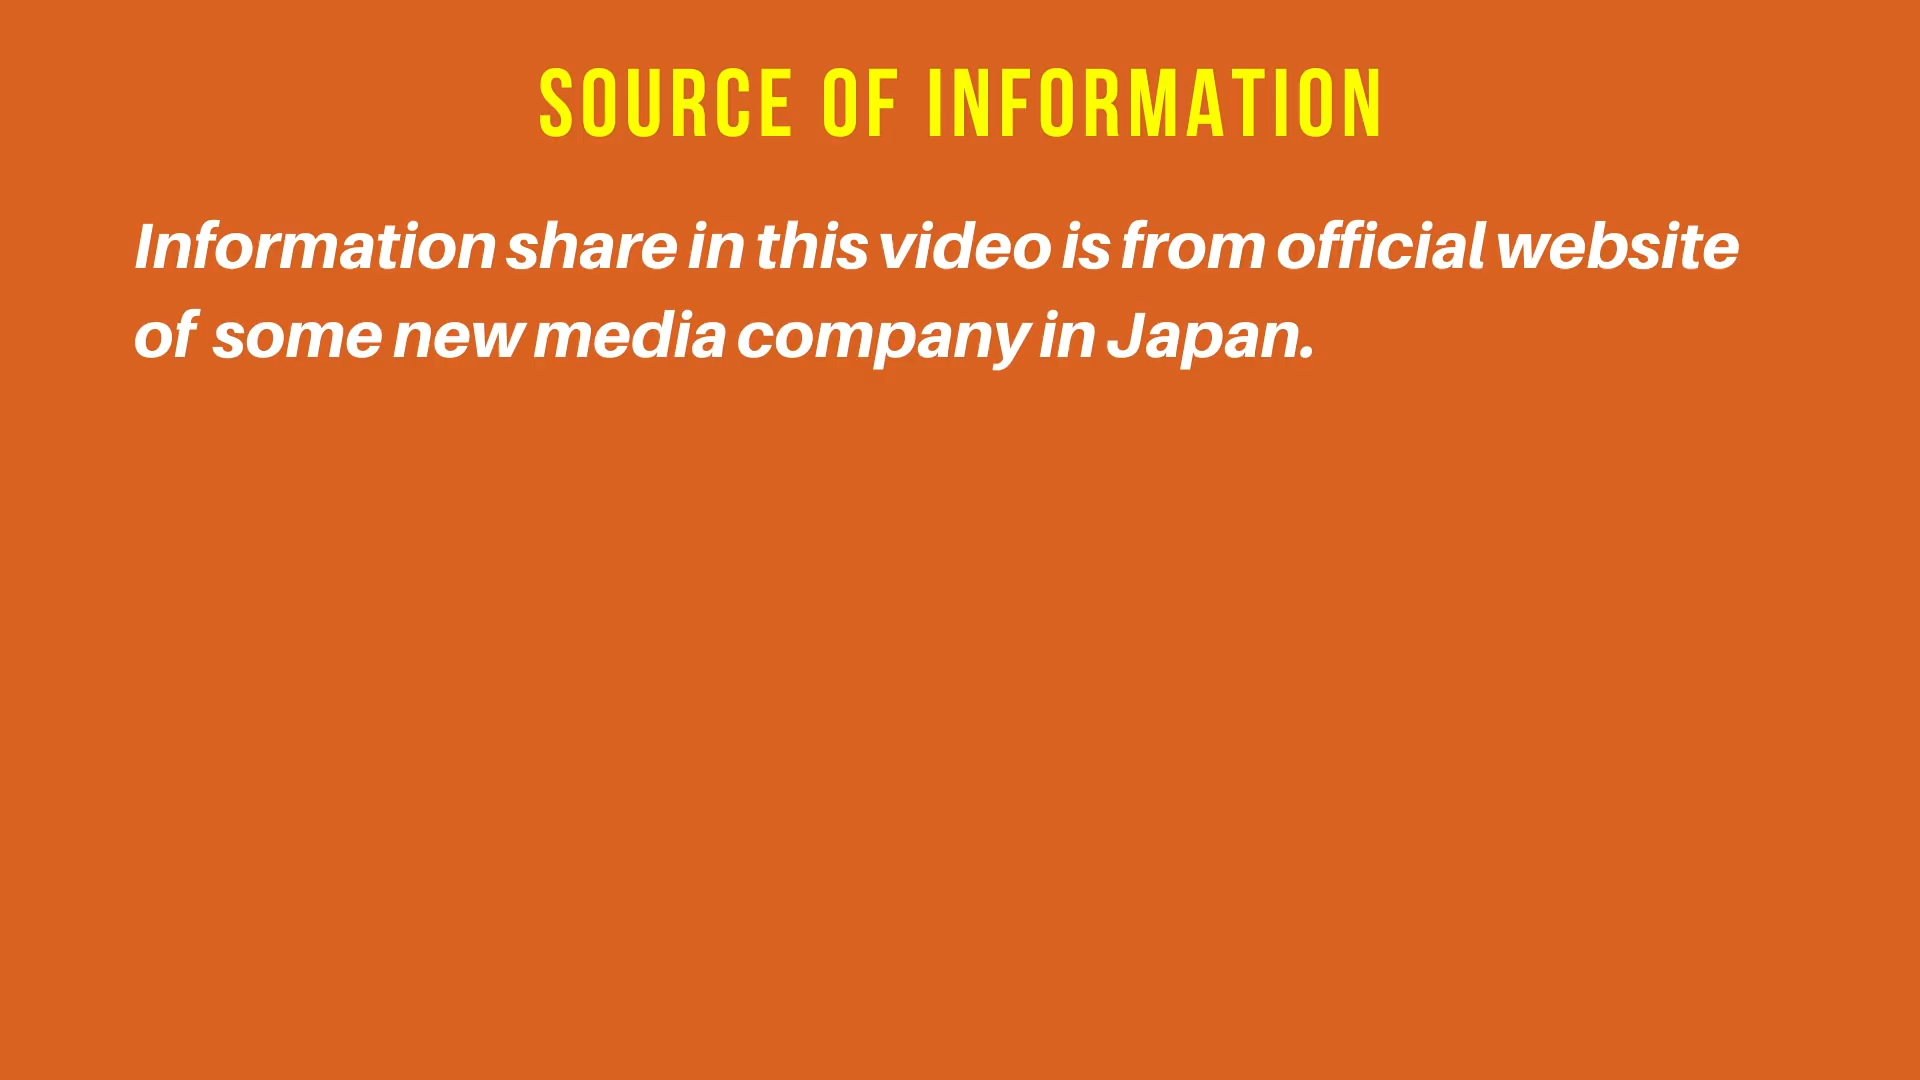 SOURCE OF INFORMATION
Information share in this video is from official website
of some new media company in Japan.